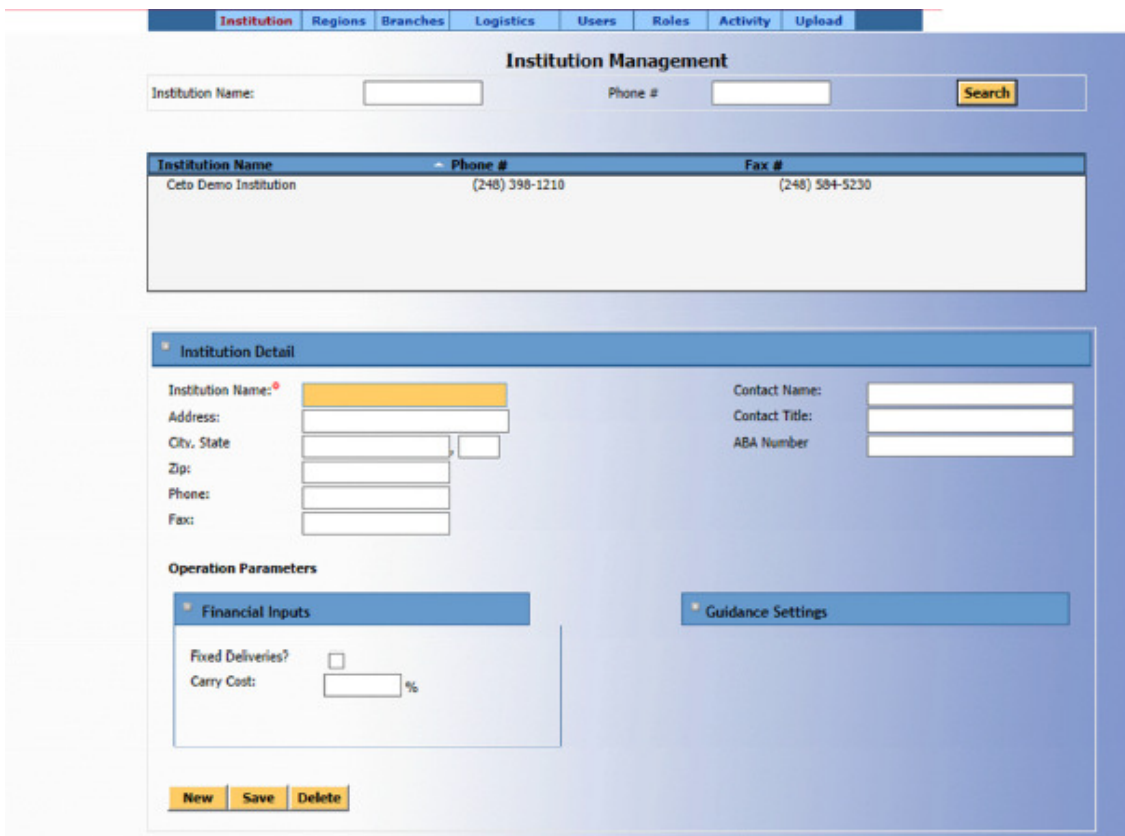 Institution Regions Branches Logistics Users Roles Activity Upload
Institution Management
Institution Name: Phone # Search
Institution Name Phone # Fax #
Ceto Demo Institution (248) 398-1210 (248) 584-5230
Institution Detail
Institution Name: Contact Name:
Address: Contact Title:
City, State , ABA Number
Zip:
Phone:
Fax:
Operation Parameters
Financial Inputs Guidance Settings
Fixed Deliveries?
Carry Cost: %
New Save Delete